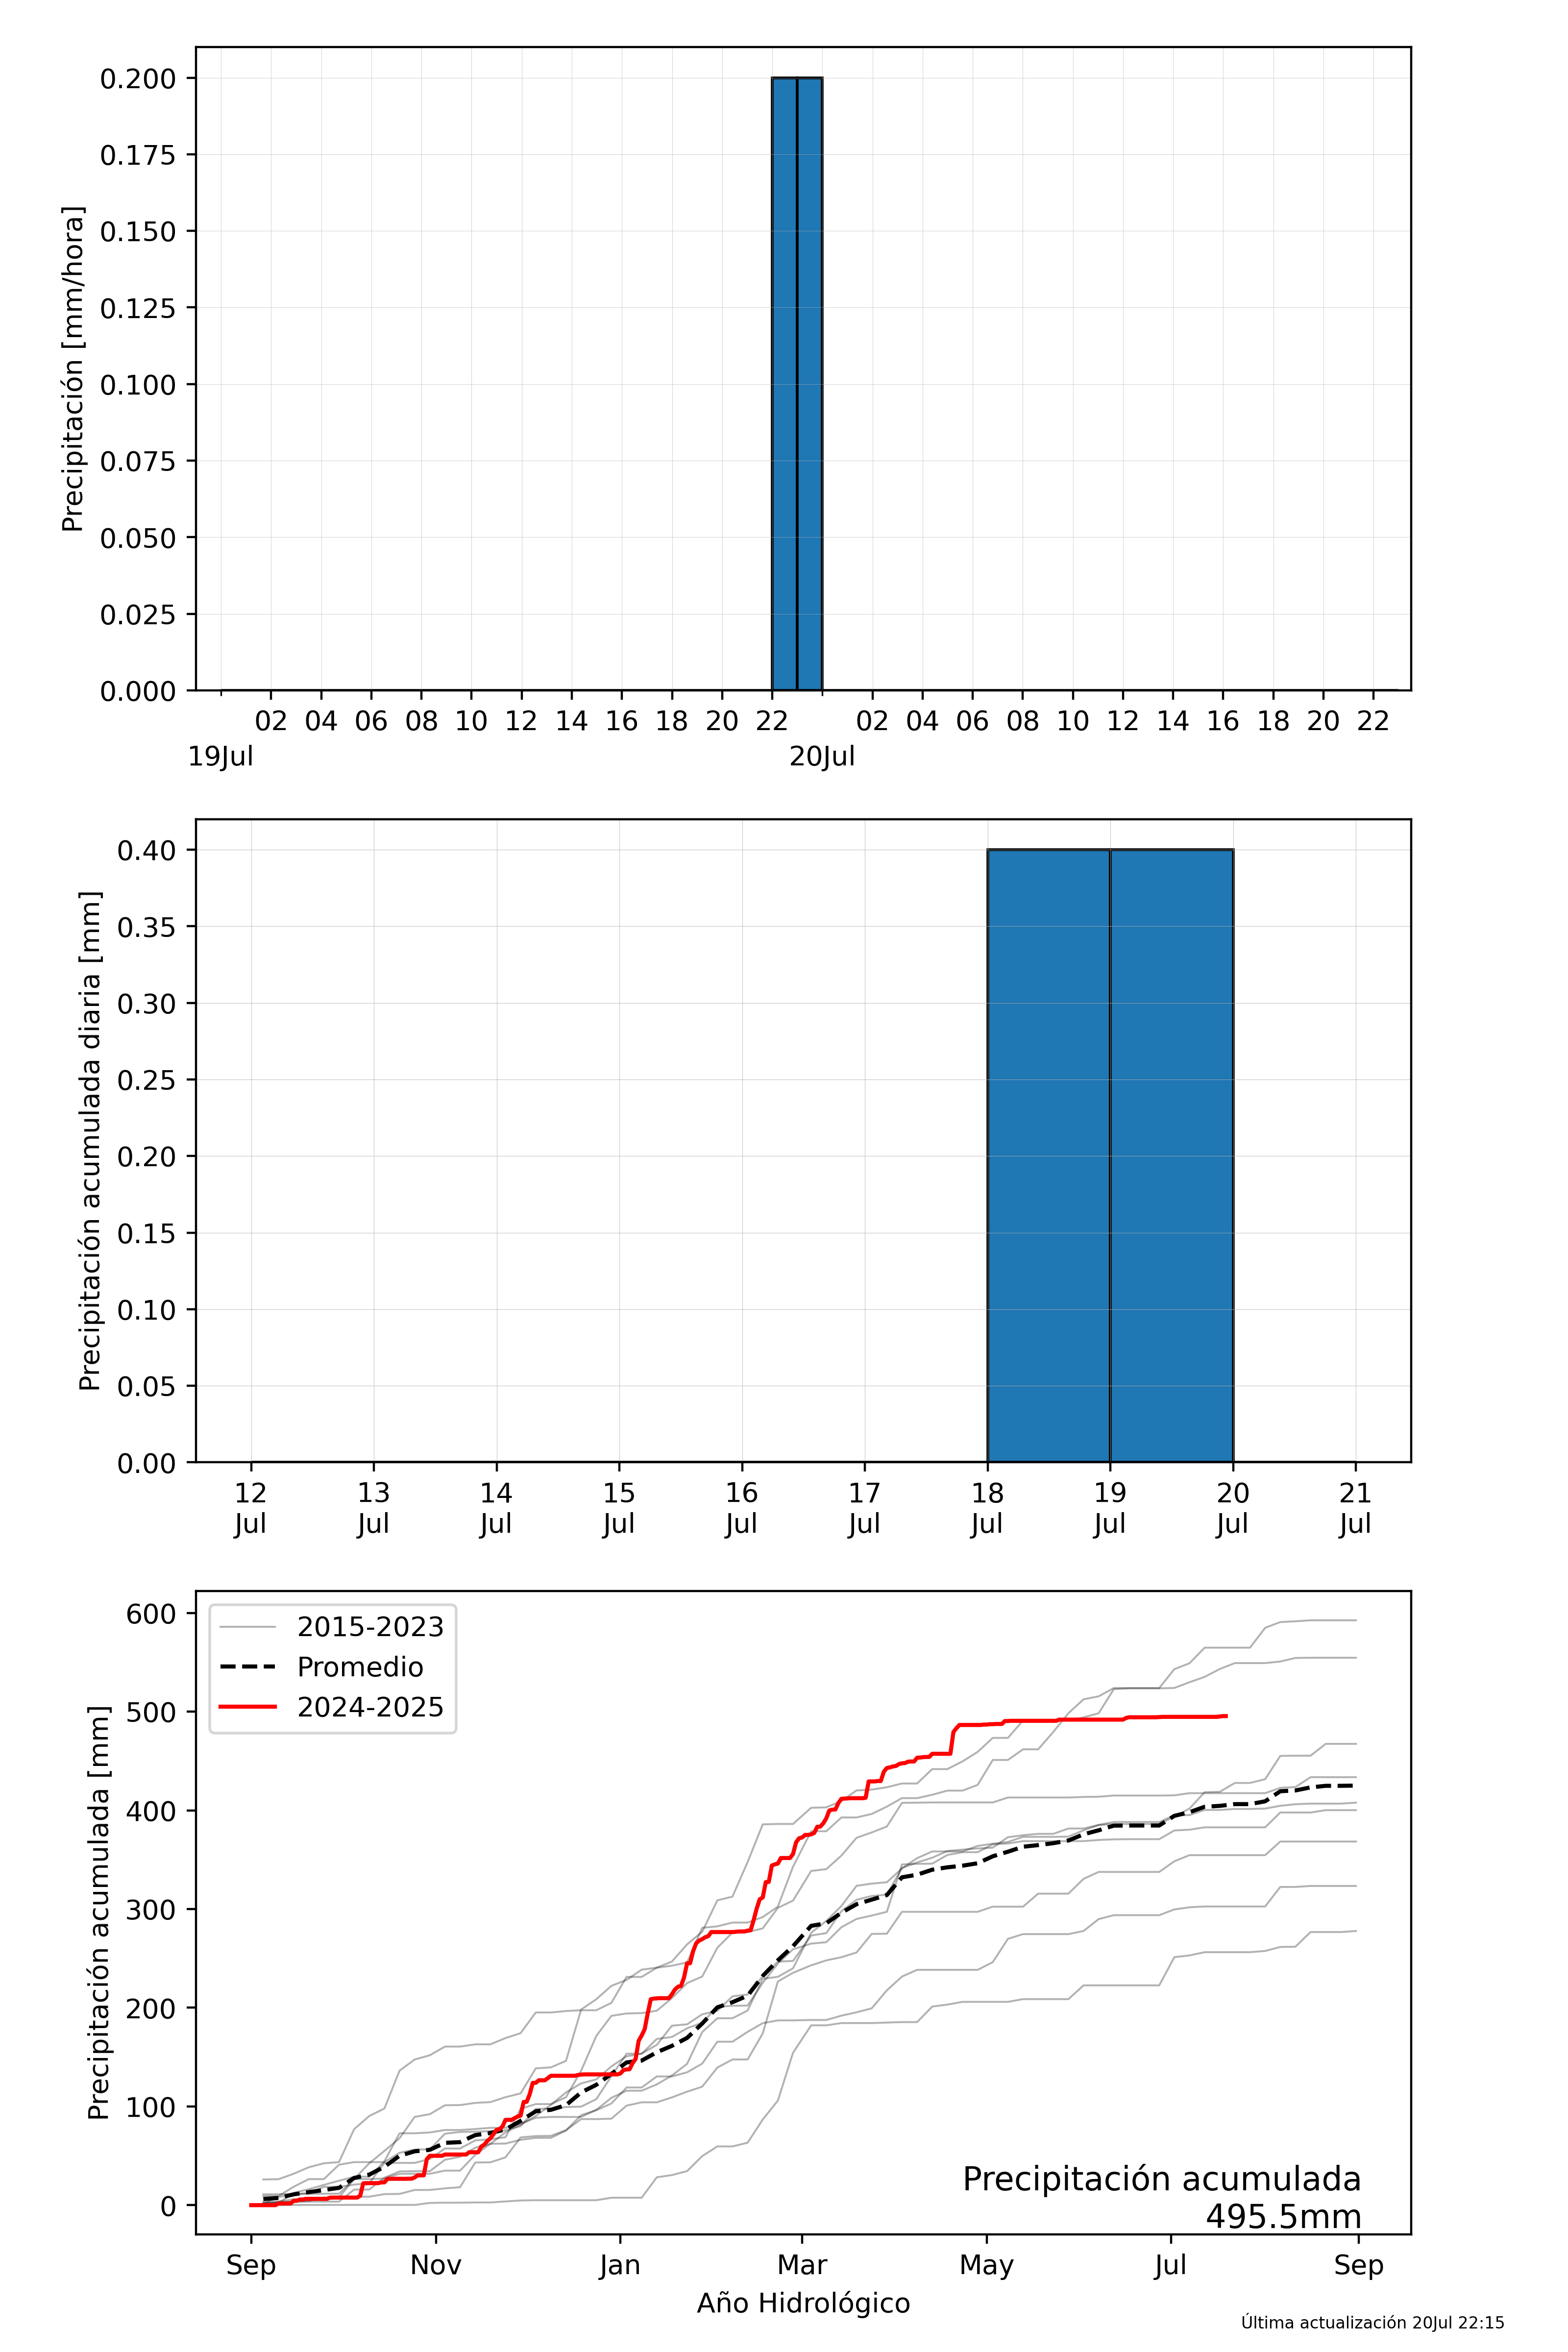 0.200
0.175
0.150
0.125
0.100
0.075
0.050
0.025
0.000
Precipitación [mm/hora]
02 04 06 08 10 12 14 16 18 20 22 02 04 06 08 10 12 14 16 18 20 22
19Jul 20Jul
0.40
0.35
0.30
0.25
0.20
0.15
0.10
0.05
0.00
Precipitación acumulada diaria [mm]
12 13 14 15 16 17 18 19 20 21
Jul Jul Jul Jul Jul Jul Jul Jul Jul Jul
600
500
400
300
200
100
0
Precipitación acumulada [mm]
2015-2023
Promedio
2024-2025
Precipitación acumulada
495.5mm
Sep Nov Jan Mar May Jul Sep
Año Hidrológico
Última actualización 20Jul 22:15